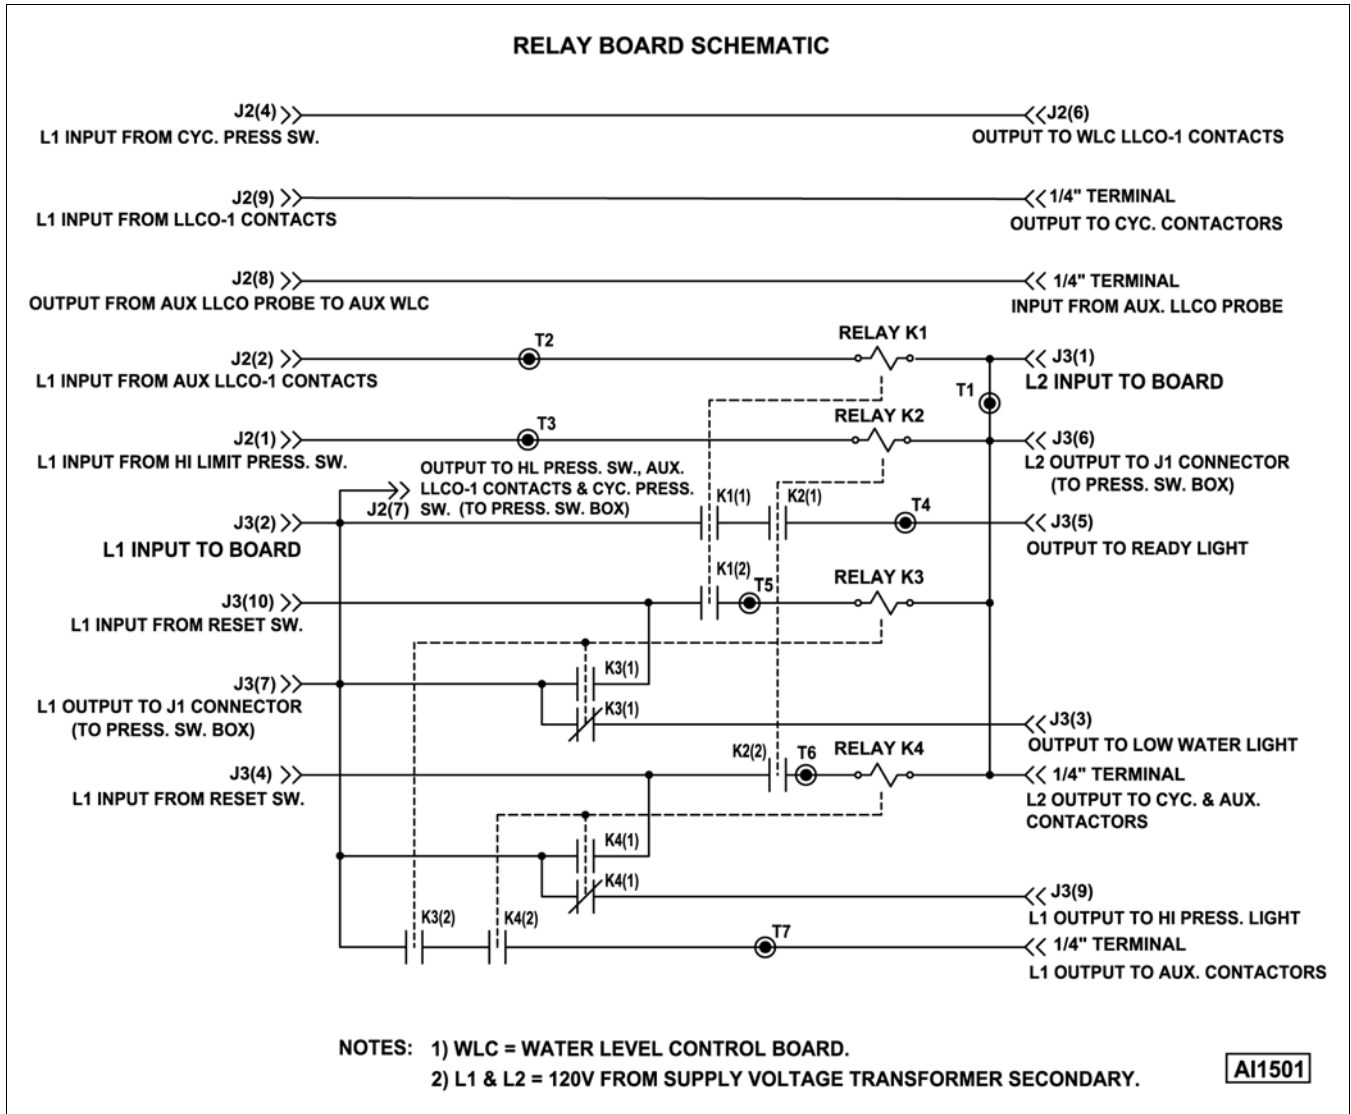 RELAY BOARD SCHEMATIC
J2(4)
J2(6)
L1 INPUT FROM CYC. PRESS SW.
OUTPUT TO WLC LLCO-1 CONTACTS
J2(9)
1/4" TERMINAL
L1 INPUT FROM LLCO-1 CONTACTS
OUTPUT TO CYC. CONTACTORS
J2(8)
1/4" TERMINAL
OUTPUT FROM AUX LLCO PROBE TO AUX WLC
INPUT FROM AUX. LLCO PROBE
RELAY K1
T2
J2(2)
J3(1)
L1 INPUT FROM AUX LLCO-1 CONTACTS
L2 INPUT TO BOARD
T1
RELAY K2
T3
J2(1)
J3(6)
L1 INPUT FROM HI LIMIT PRESS. SW.
L2 OUTPUT TO J1 CONNECTOR
(TO PRESS. SW. BOX)
OUTPUT TO HL PRESS. SW., AUX.
LLCO-1 CONTACTS & CYC. PRESS.
SW. (TO PRESS. SW. BOX)
J2(7)
K1(1)
K2(1)
T4
J3(2)
J3(5)
L1 INPUT TO BOARD
OUTPUT TO READY LIGHT
K1(2)
T5
RELAY K3
J3(10)
L1 INPUT FROM RESET SW.
K3(1)
J3(7)
L1 OUTPUT TO J1 CONNECTOR
(TO PRESS. SW. BOX)
K3(1)
J3(3)
OUTPUT TO LOW WATER LIGHT
K2(2)
T6
RELAY K4
J3(4)
1/4" TERMINAL
L1 INPUT FROM RESET SW.
L2 OUTPUT TO CYC. & AUX.
CONTACTORS
K4(1)
K4(1)
J3(9)
L1 OUTPUT TO HI PRESS. LIGHT
K3(2)
K4(2)
T7
1/4" TERMINAL
L1 OUTPUT TO AUX. CONTACTORS
NOTES: 1) WLC = WATER LEVEL CONTROL BOARD.
2) L1 & L2 = 120V FROM SUPPLY VOLTAGE TRANSFORMER SECONDARY.
AI1501